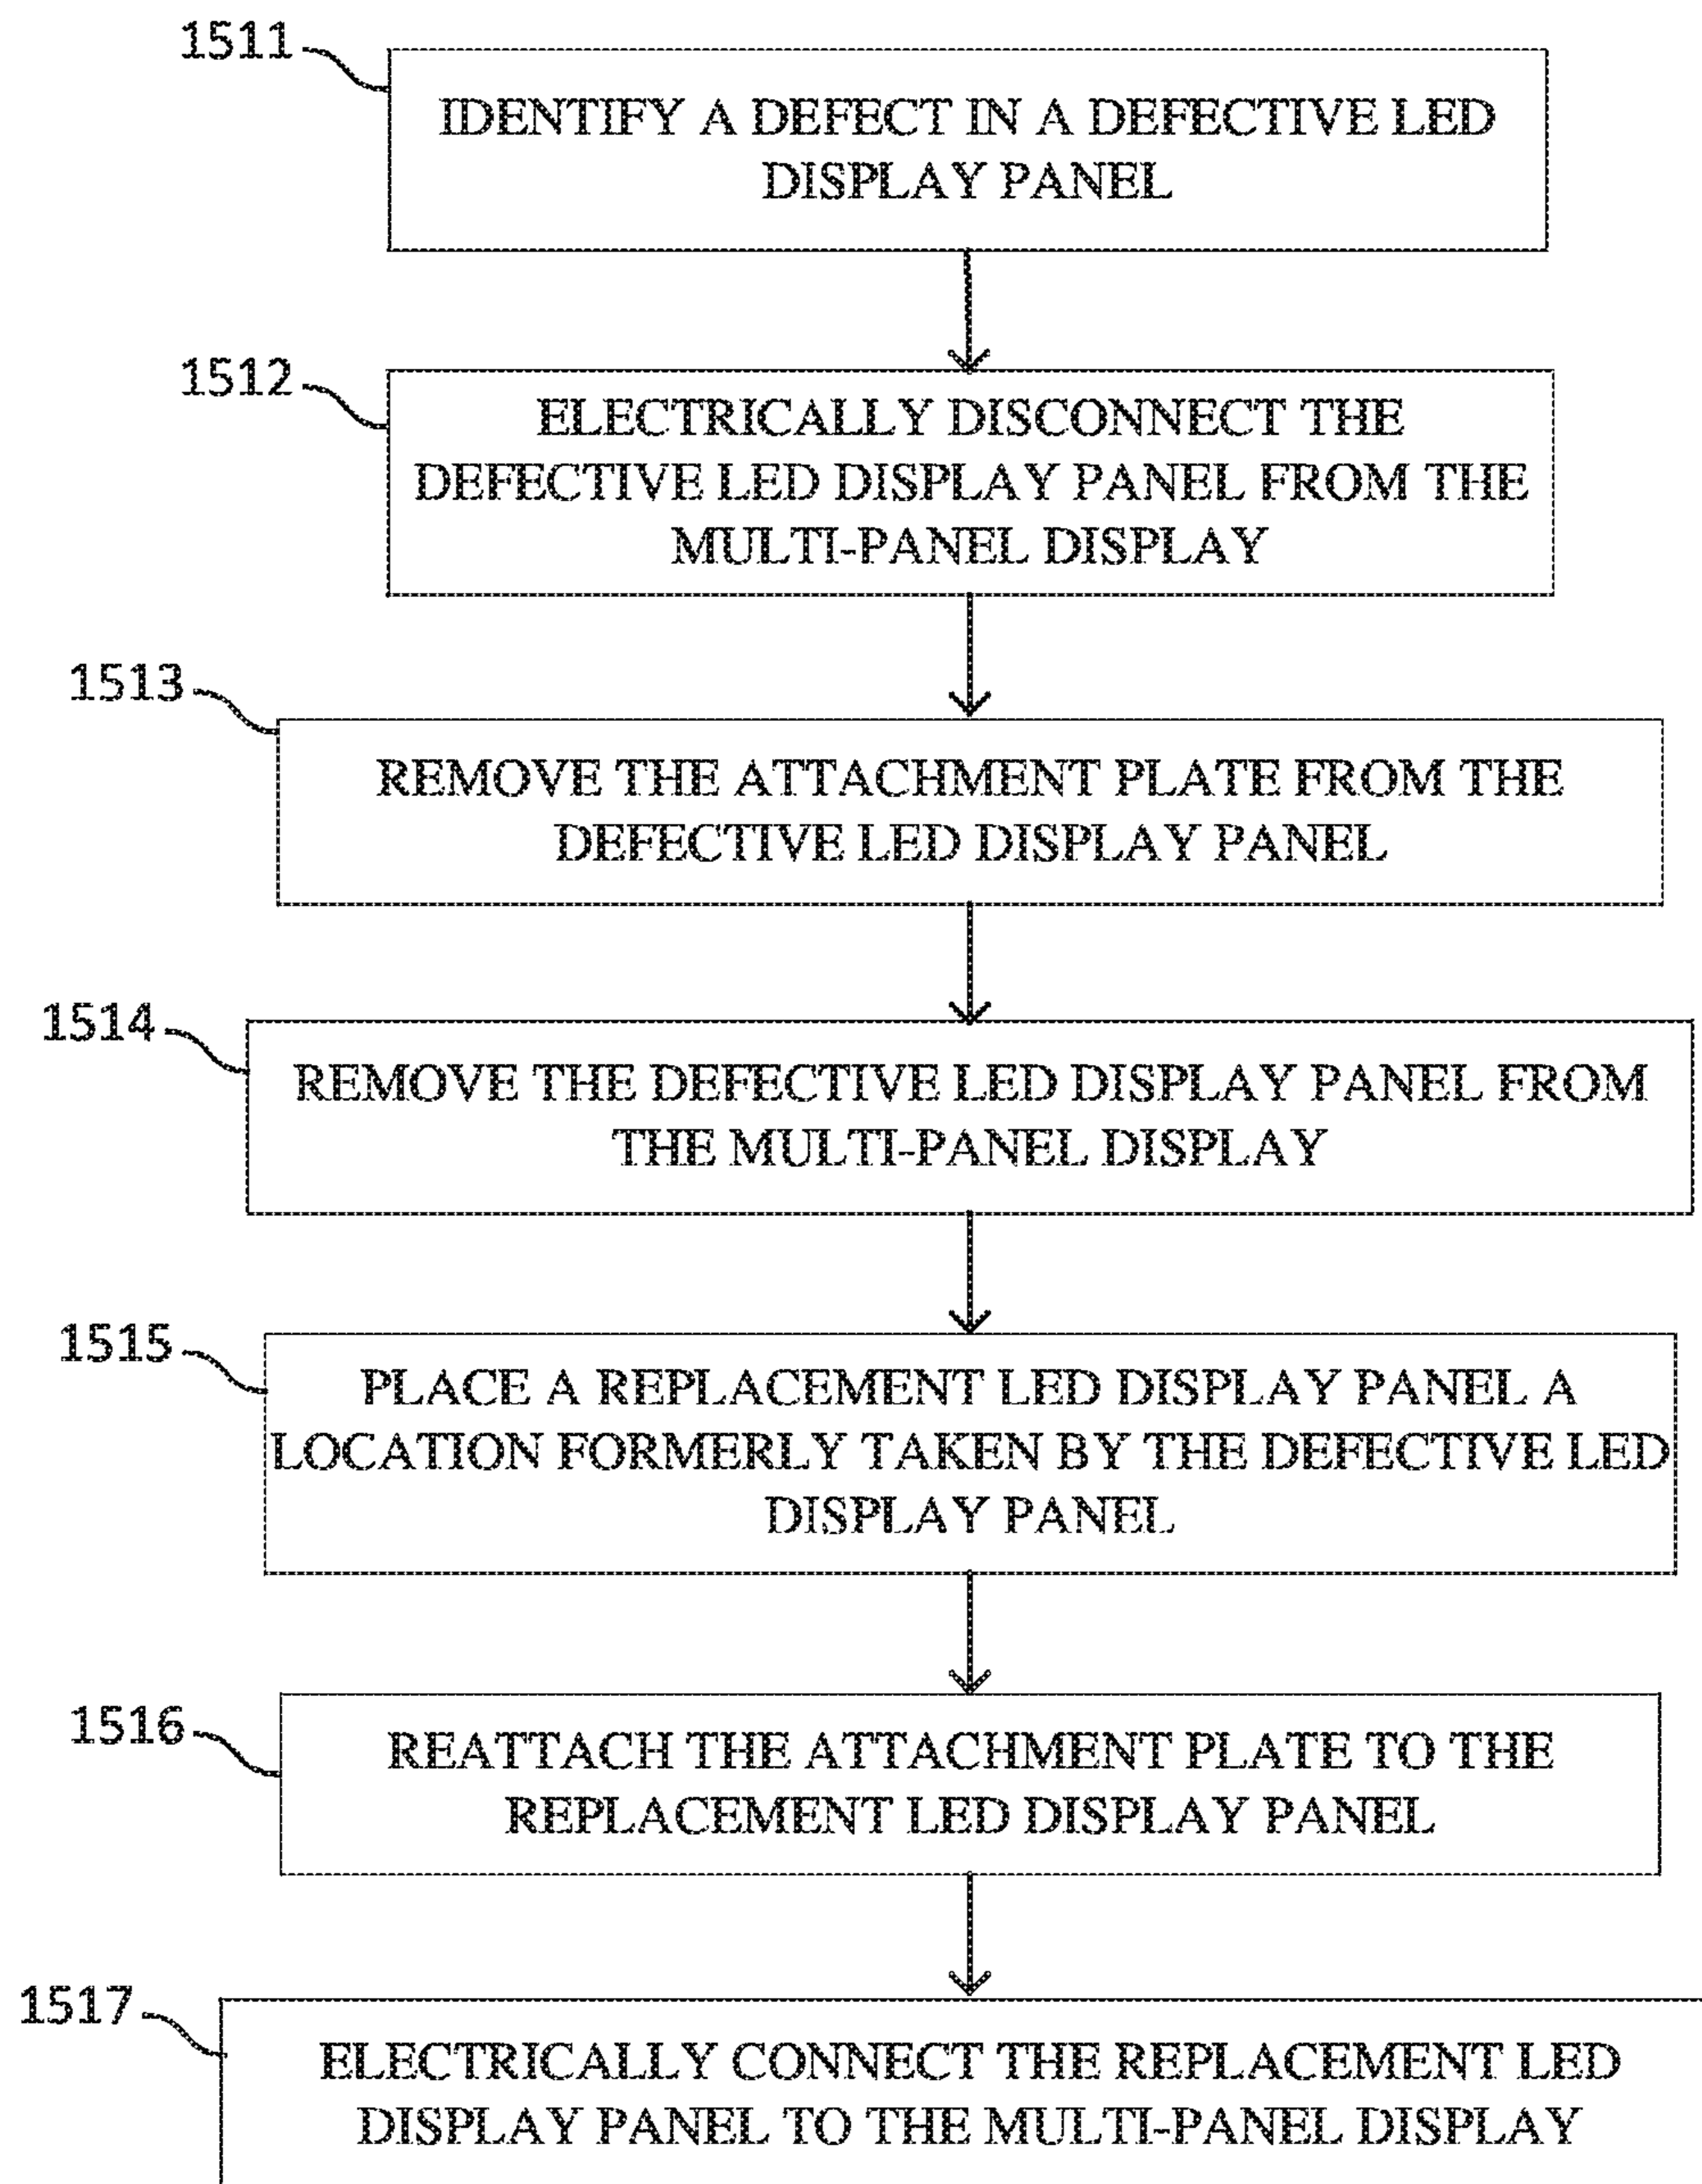 1511
IDENTIFY A DEFECT IN A DEFECTIVE LED
DISPLAY PANEL
1512
ELECTRICALLY DISCONNECT THE
DEFECTIVE LED DISPLAY PANEL FROM THE
MULTI-PANEL DISPLAY
1513
REMOVE THE ATTACHMENT PLATE FROM THE
DEFECTIVE LED DISPLAY PANEL
1514
REMOVE THE DEFECTIVE LED DISPLAY PANEL FROM
THE MULTI-PANEL DISPLAY
1515
PLACE A REPLACEMENT LED DISPLAY PANEL A
LOCATION FORMERLY TAKEN BY THE DEFECTIVE LED
DISPLAY PANEL
1516
REATTACH THE ATTACHMENT PLATE TO THE
REPLACEMENT LED DISPLAY PANEL
1517
ELECTRICALLY CONNECT THE REPLACEMENT LED
DISPLAY PANEL TO THE MULTI-PANEL DISPLAY